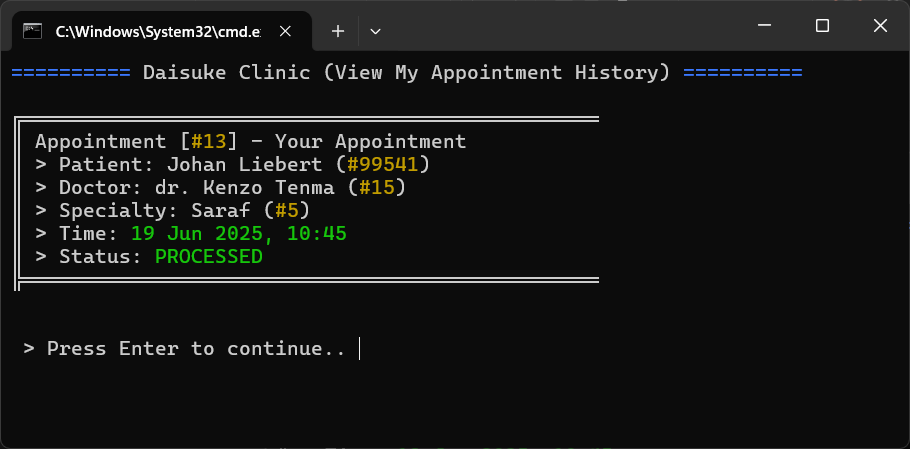 C:\Windows\System32\cmd.e
========== Daisuke Clinic (View My Appointment History) ==========
Appointment [#13] - Your Appointment
> Patient: Johan Liebert (#99541)
> Doctor: dr. Kenzo Tenma (#15)
> Specialty: Saraf (#5)
> Time: 19 Jun 2025, 10:45
> Status: PROCESSED
> Press Enter to continue..